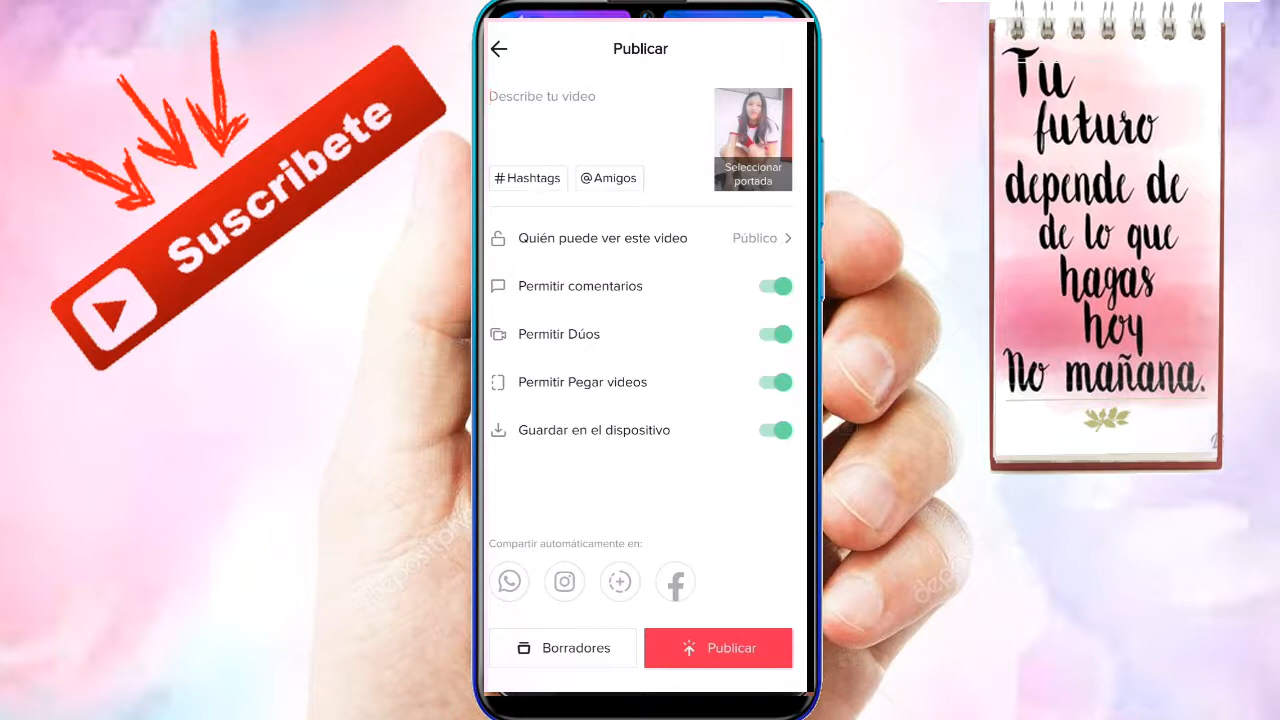 Suscribete
Publicar
Describe tu video
Seleccionar
portada
#Hashtags
@Amigos
Quién puede ver este video
Público
Permitir comentarios
Permitir Dúos
Permitir Pegar videos
Guardar en el dispositivo
Compartir automáticamente en:
Borradores
Publicar
Tu
futuro
depende de
de lo que
hagas
hoy
No mañana.